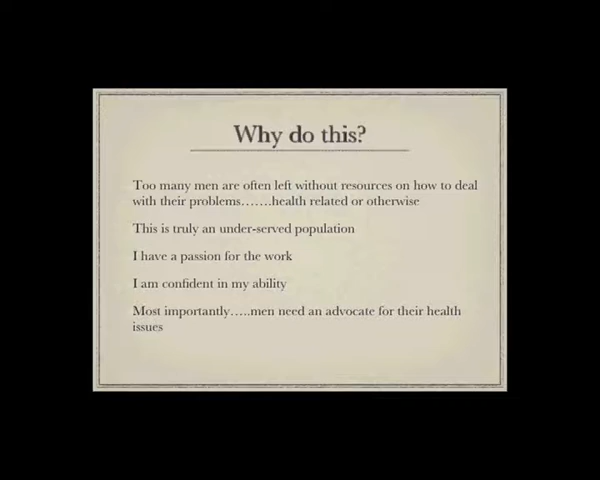 Why do this?
Too many men are often left without resources on how to deal
with their problems…….health related or otherwise
This is truly an under-served population
I have a passion for the work
I am confident in my ability
Most importantly…..men need an advocate for their health
issues